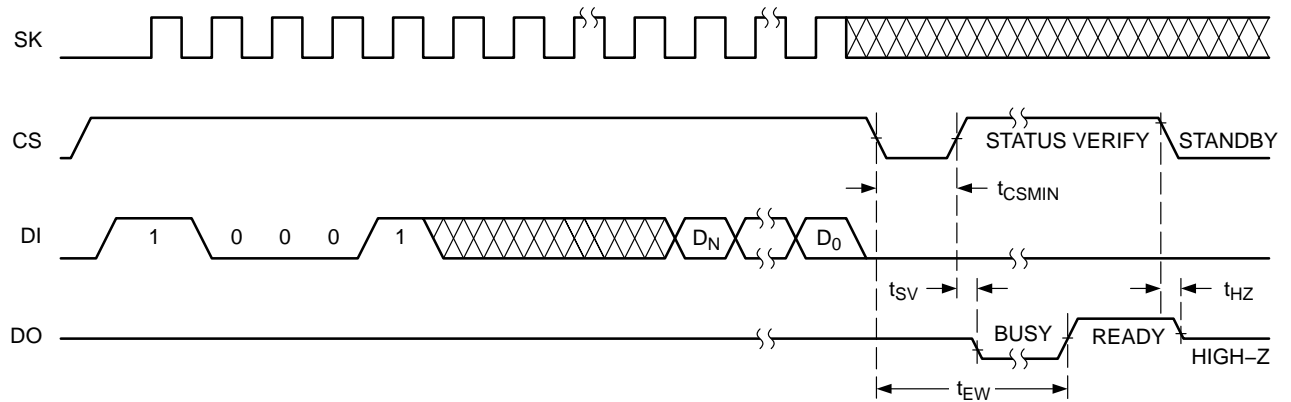 SK
CS
STATUS VERIFY
STANDBY
tCSMIN
DI
1
0
0
0
1
DN
D0
tSV
tHZ
DO
BUSY
READY
HIGH–Z
tEW